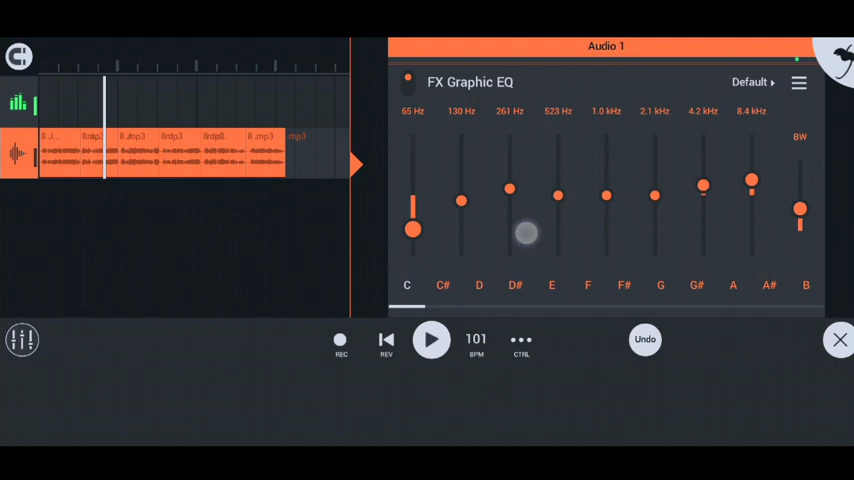 Audio 1
FX Graphic EQ
Default
65 Hz 130 Hz 261 Hz 523 Hz 1.0 kHz 2.1 kHz 4.2 kHz 8.4 kHz
BW
C C# D D# E F F# G G# A A# B
REC REV 101 BPM CTRL
Undo